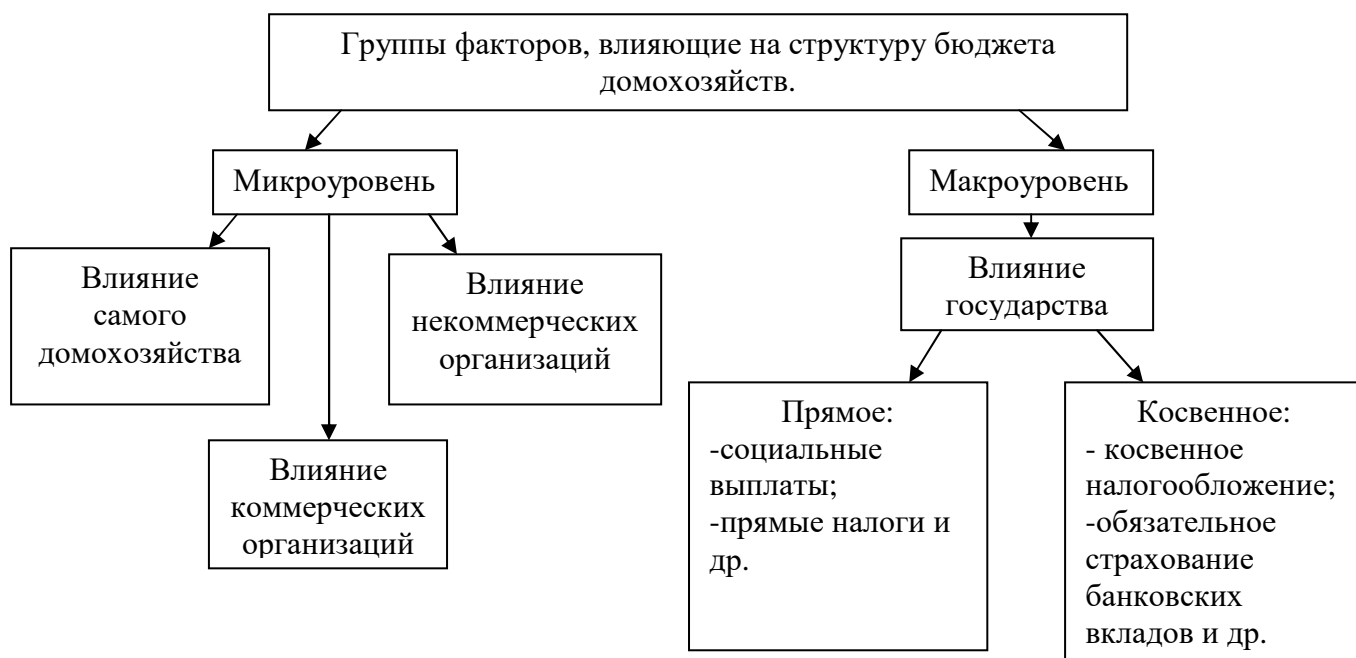 Группы факторов, влияющие на структуру бюджета
домохозяйств.
Микроуровень
Макроуровень
Влияние
самого
домохозяйства
Влияние
некоммерческих
организаций
Влияние
государства
Влияние
коммерческих
организаций
Прямое:
-социальные
выплаты;
-прямые налоги и
др.
Косвенное:
- косвенное
налогообложение;
-обязательное
страхование
банковских
вкладов и др.